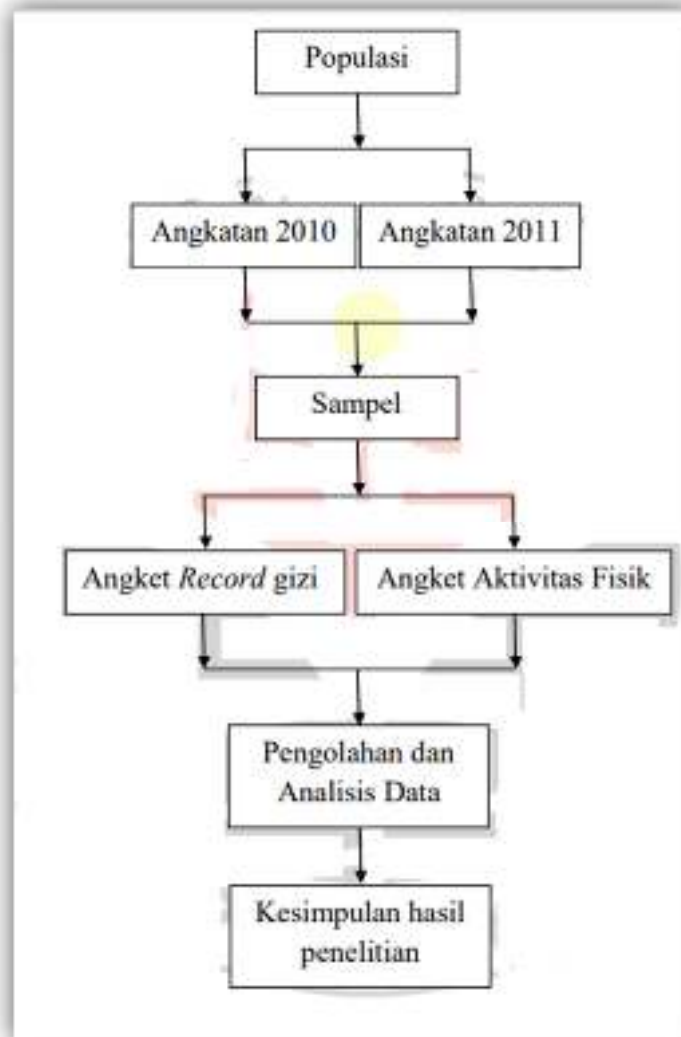 Populasi
Angkatan 2010
Angkatan 2011
Sampel
Angket Record gizi
Angket Aktivitas Fisik
Pengolahan dan
Analisis Data
Kesimpulan hasil
penelitian